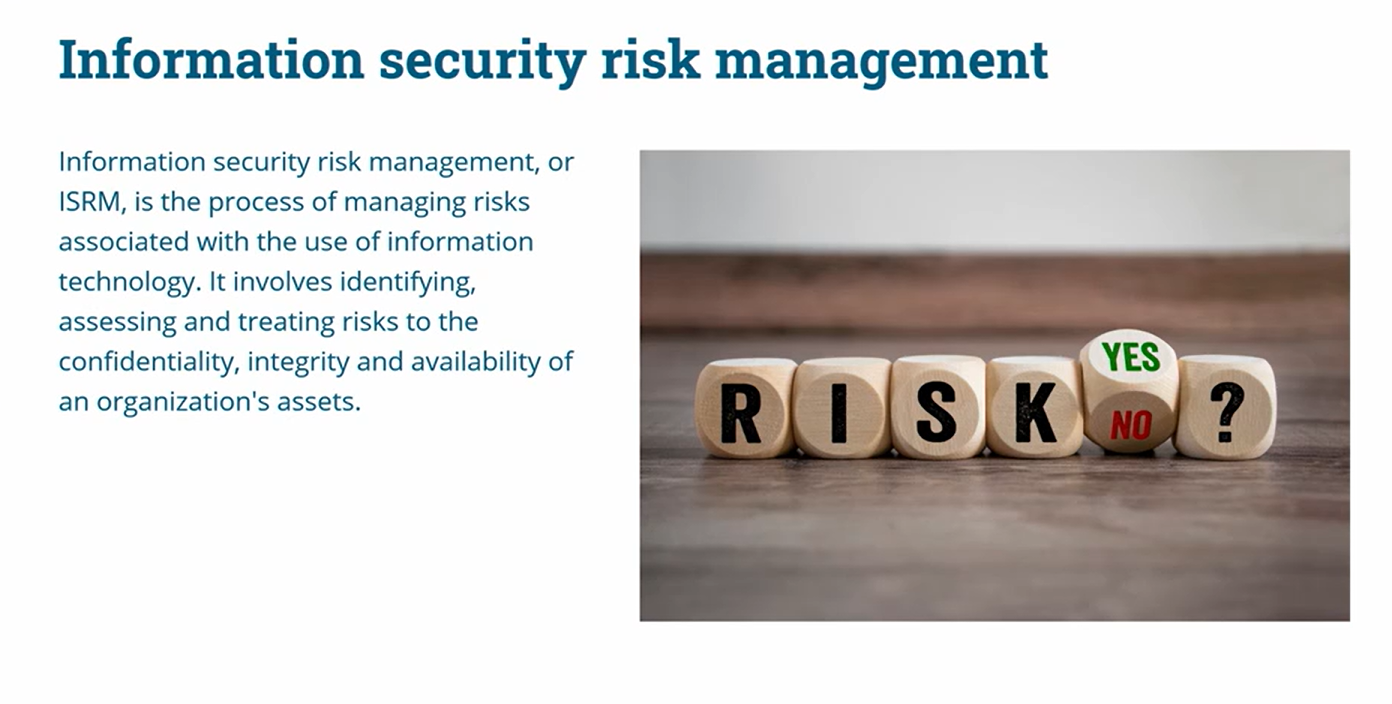 Information security risk management
Information security risk management, or
ISRM, is the process of managing risks
associated with the use of information
technology. It involves identifying,
assessing and treating risks to the
confidentiality, integrity and availability of
an organization's assets.
YES
RISK ?
NO